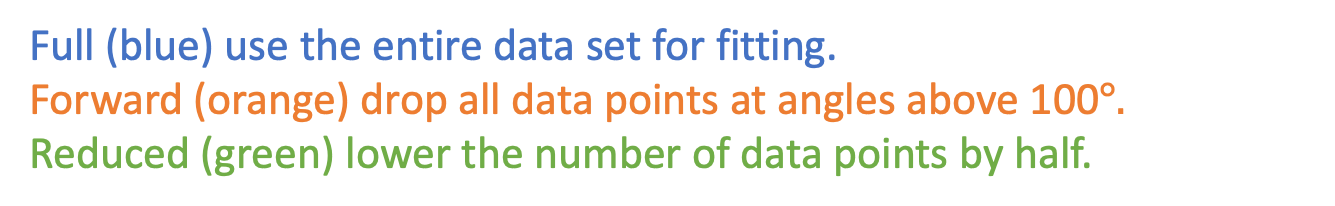 Full (blue) use the entire data set for fitting.
Forward (orange) drop all data points at angles above 100°.
Reduced (green) lower the number of data points by half.